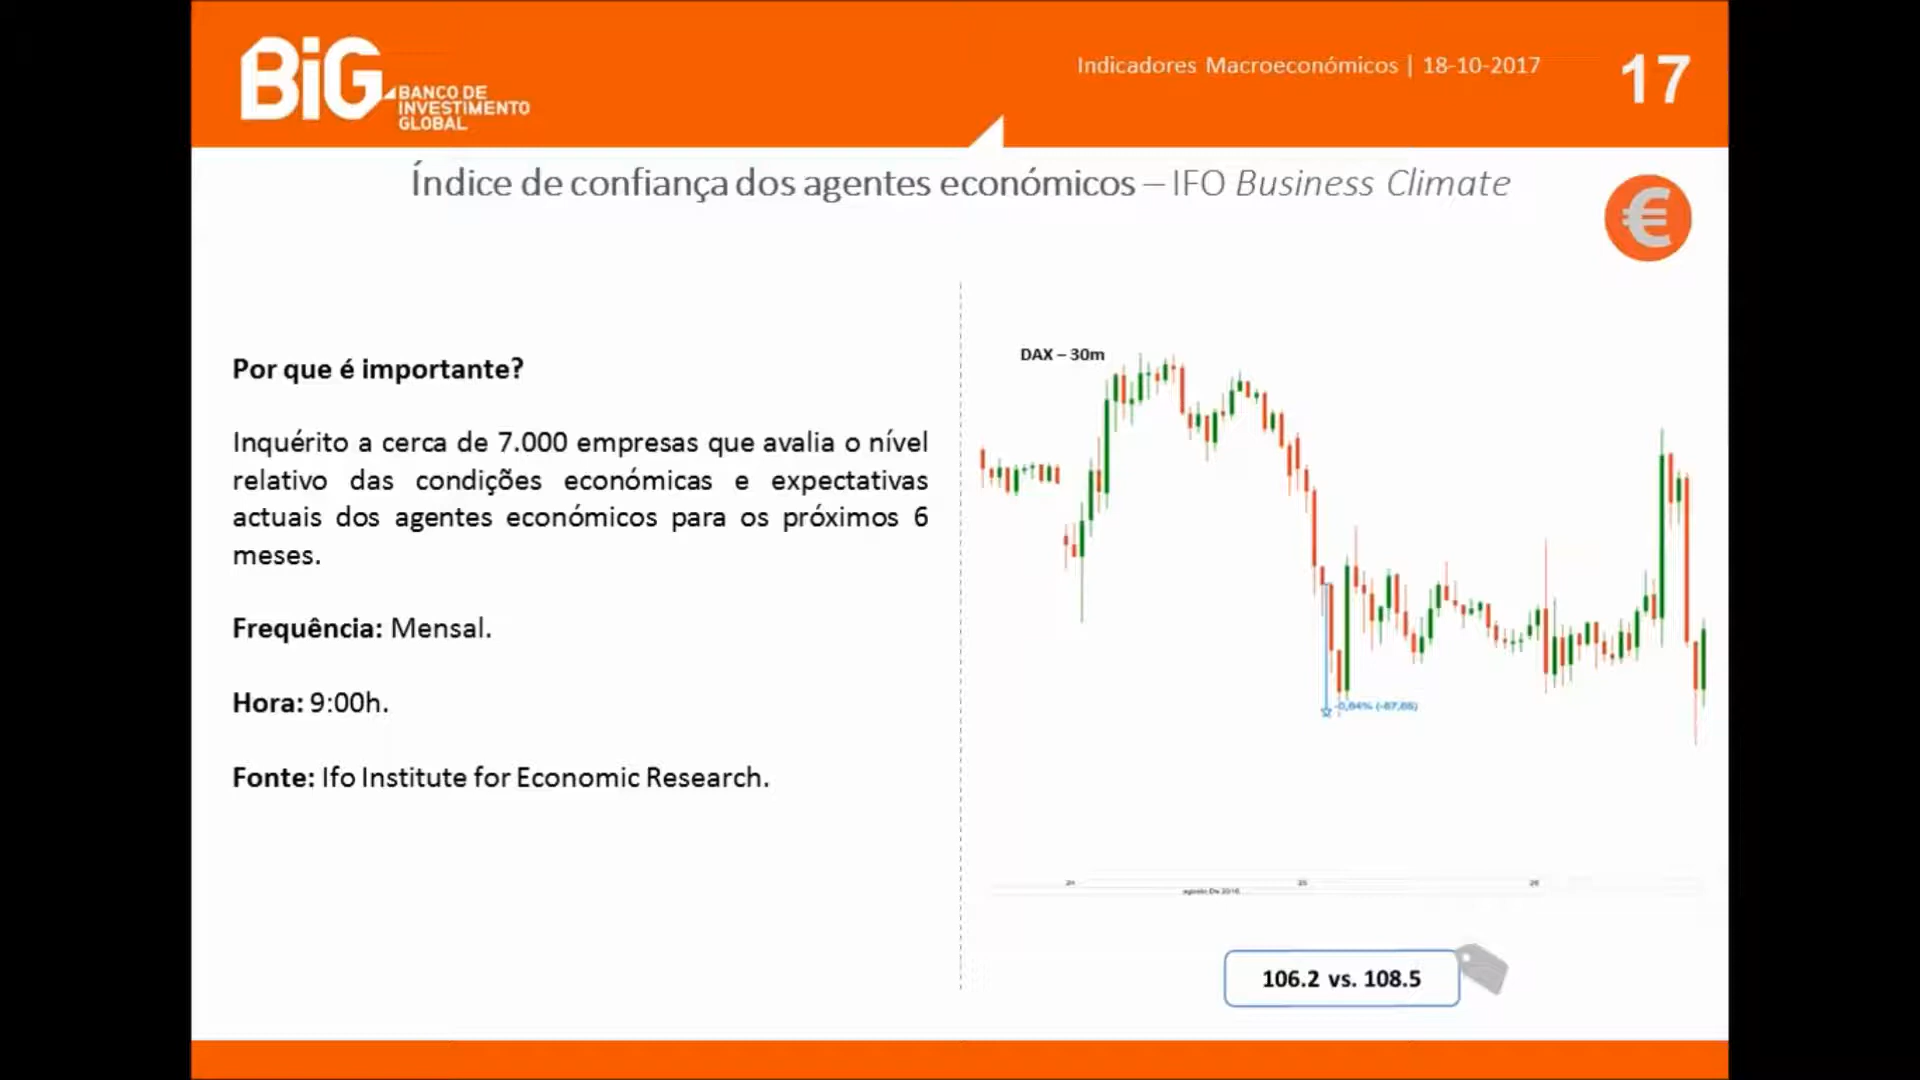 BiG
BANCO DE
INVESTIMENTO
GLOBAL
Indicadores Macroeconómicos | 18-10-2017
17
Índice de confiança dos agentes económicos – IFO Business Climate
€
Por que é importante?
Inquérito a cerca de 7.000 empresas que avalia o nível
relativo das condições económicas e expectativas
actuais dos agentes económicos para os próximos 6
meses.
Frequência: Mensal.
Hora: 9:00h.
Fonte: Ifo Institute for Economic Research.
DAX – 30m
24
25
26
106.2 vs. 108.5